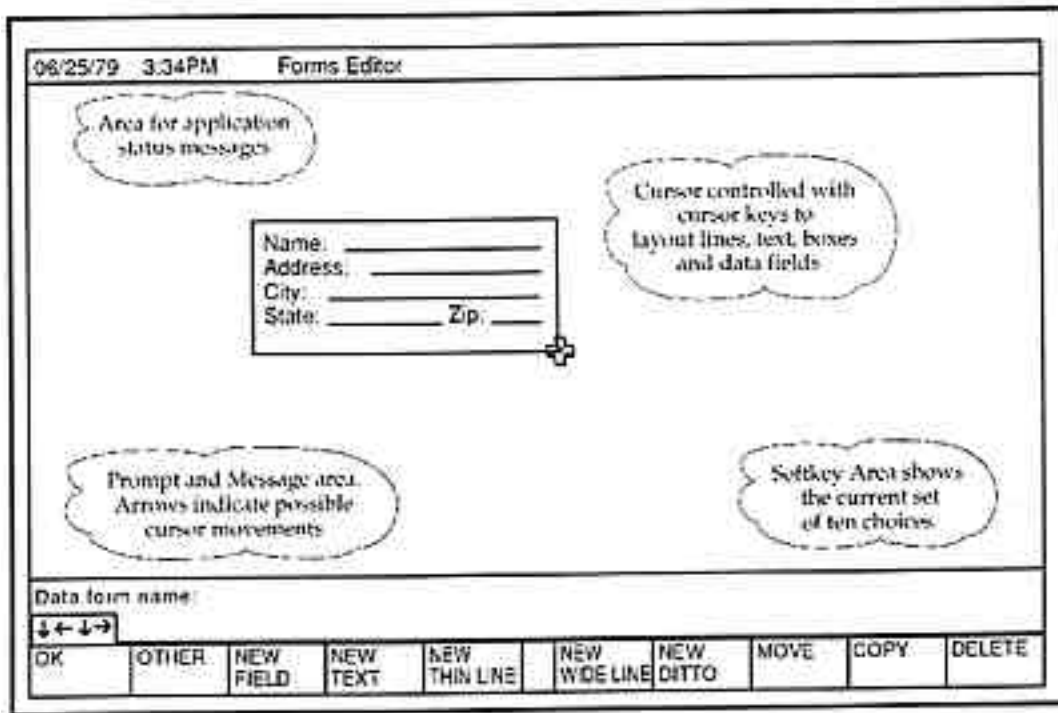 06/25/79 3:34PM Forms Editor
Area for application
status messages
Cursor controlled with
cursor keys to
layout lines, text, boxes
and data fields
Name:
Address:
City:
State: Zip:
Prompt and Message area.
Arrows indicate possible
cursor movements
Softkey Area shows
the current set
of ten choices
Data form name:
↓←↓→
OK OTHER NEW FIELD NEW TEXT NEW THIN LINE NEW WIDE LINE NEW DITTO MOVE COPY DELETE